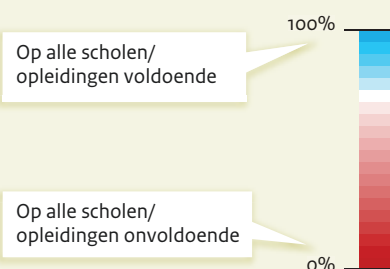 100%
Op alle scholen/
opleidingen voldoende
Op alle scholen/
opleidingen onvoldoende
0%